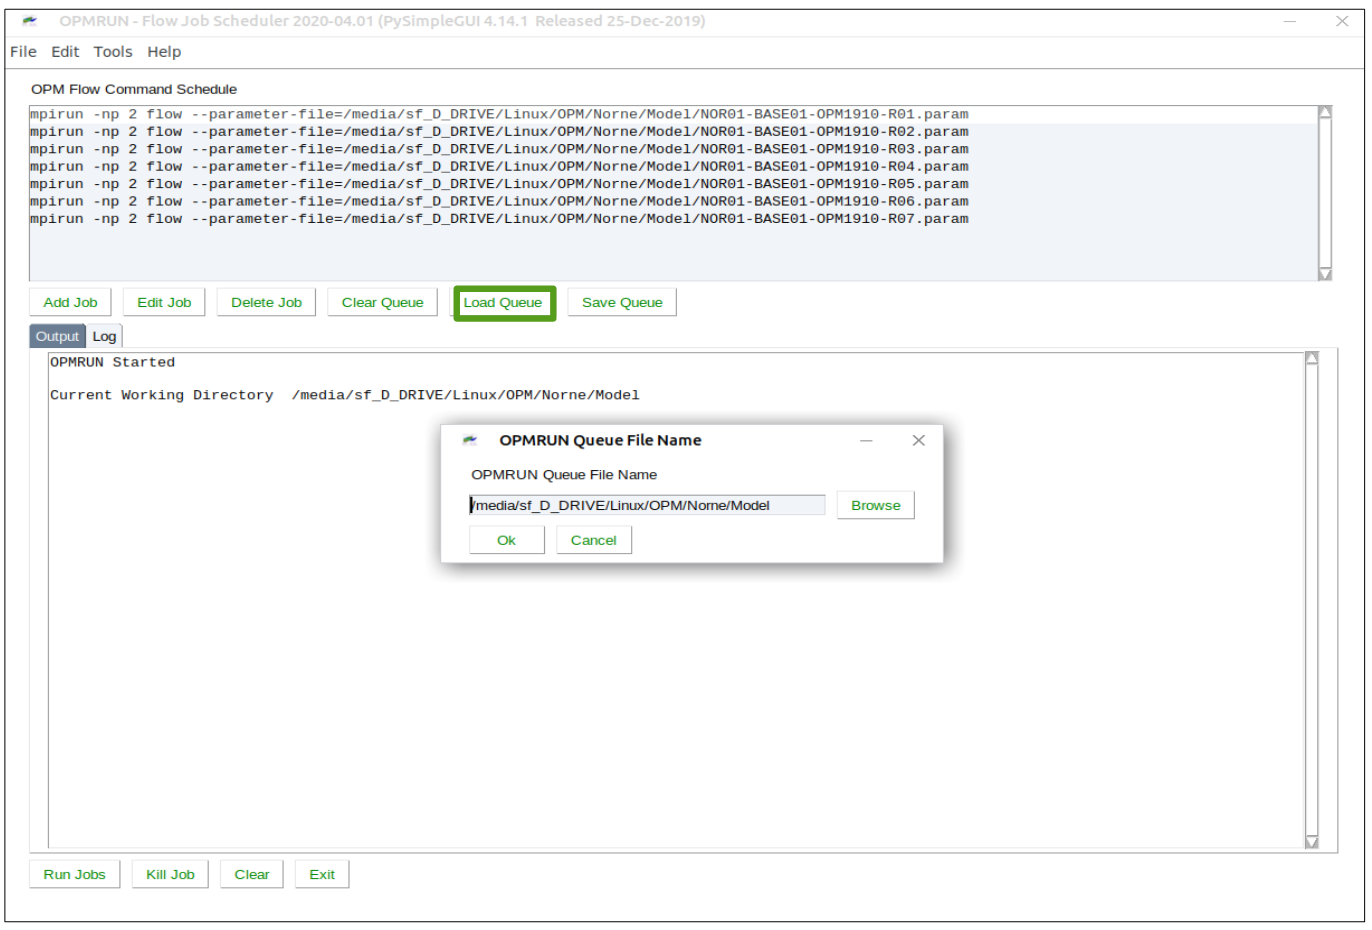 OPMRUN - Flow Job Scheduler 2020-04.01 (PySimpleGUI 4.14.1 Released 25-Dec-2019)
File Edit Tools Help
OPM Flow Command Schedule
mpirun -np 2 flow --parameter-file=/media/sf_D_DRIVE/Linux/OPM/Norne/Model/NOR01-BASE01-OPM1910-R01.param
mpirun -np 2 flow --parameter-file=/media/sf_D_DRIVE/Linux/OPM/Norne/Model/NOR01-BASE01-OPM1910-R02.param
mpirun -np 2 flow --parameter-file=/media/sf_D_DRIVE/Linux/OPM/Norne/Model/NOR01-BASE01-OPM1910-R03.param
mpirun -np 2 flow --parameter-file=/media/sf_D_DRIVE/Linux/OPM/Norne/Model/NOR01-BASE01-OPM1910-R04.param
mpirun -np 2 flow --parameter-file=/media/sf_D_DRIVE/Linux/OPM/Norne/Model/NOR01-BASE01-OPM1910-R05.param
mpirun -np 2 flow --parameter-file=/media/sf_D_DRIVE/Linux/OPM/Norne/Model/NOR01-BASE01-OPM1910-R06.param
mpirun -np 2 flow --parameter-file=/media/sf_D_DRIVE/Linux/OPM/Norne/Model/NOR01-BASE01-OPM1910-R07.param
Add Job Edit Job Delete Job Clear Queue Load Queue Save Queue
Output Log
OPMRUN Started
Current Working Directory /media/sf_D_DRIVE/Linux/OPM/Norne/Model
OPMRUN Queue File Name
OPMRUN Queue File Name
/media/sf_D_DRIVE/Linux/OPM/Norne/Model Browse
Ok Cancel
Run Jobs Kill Job Clear Exit